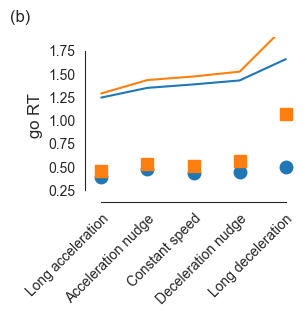 (b)
go RT
1.75
1.50
1.25
1.00
0.75
0.50
0.25
Long acceleration
Acceleration nudge
Constant speed
Deceleration nudge
Long deceleration